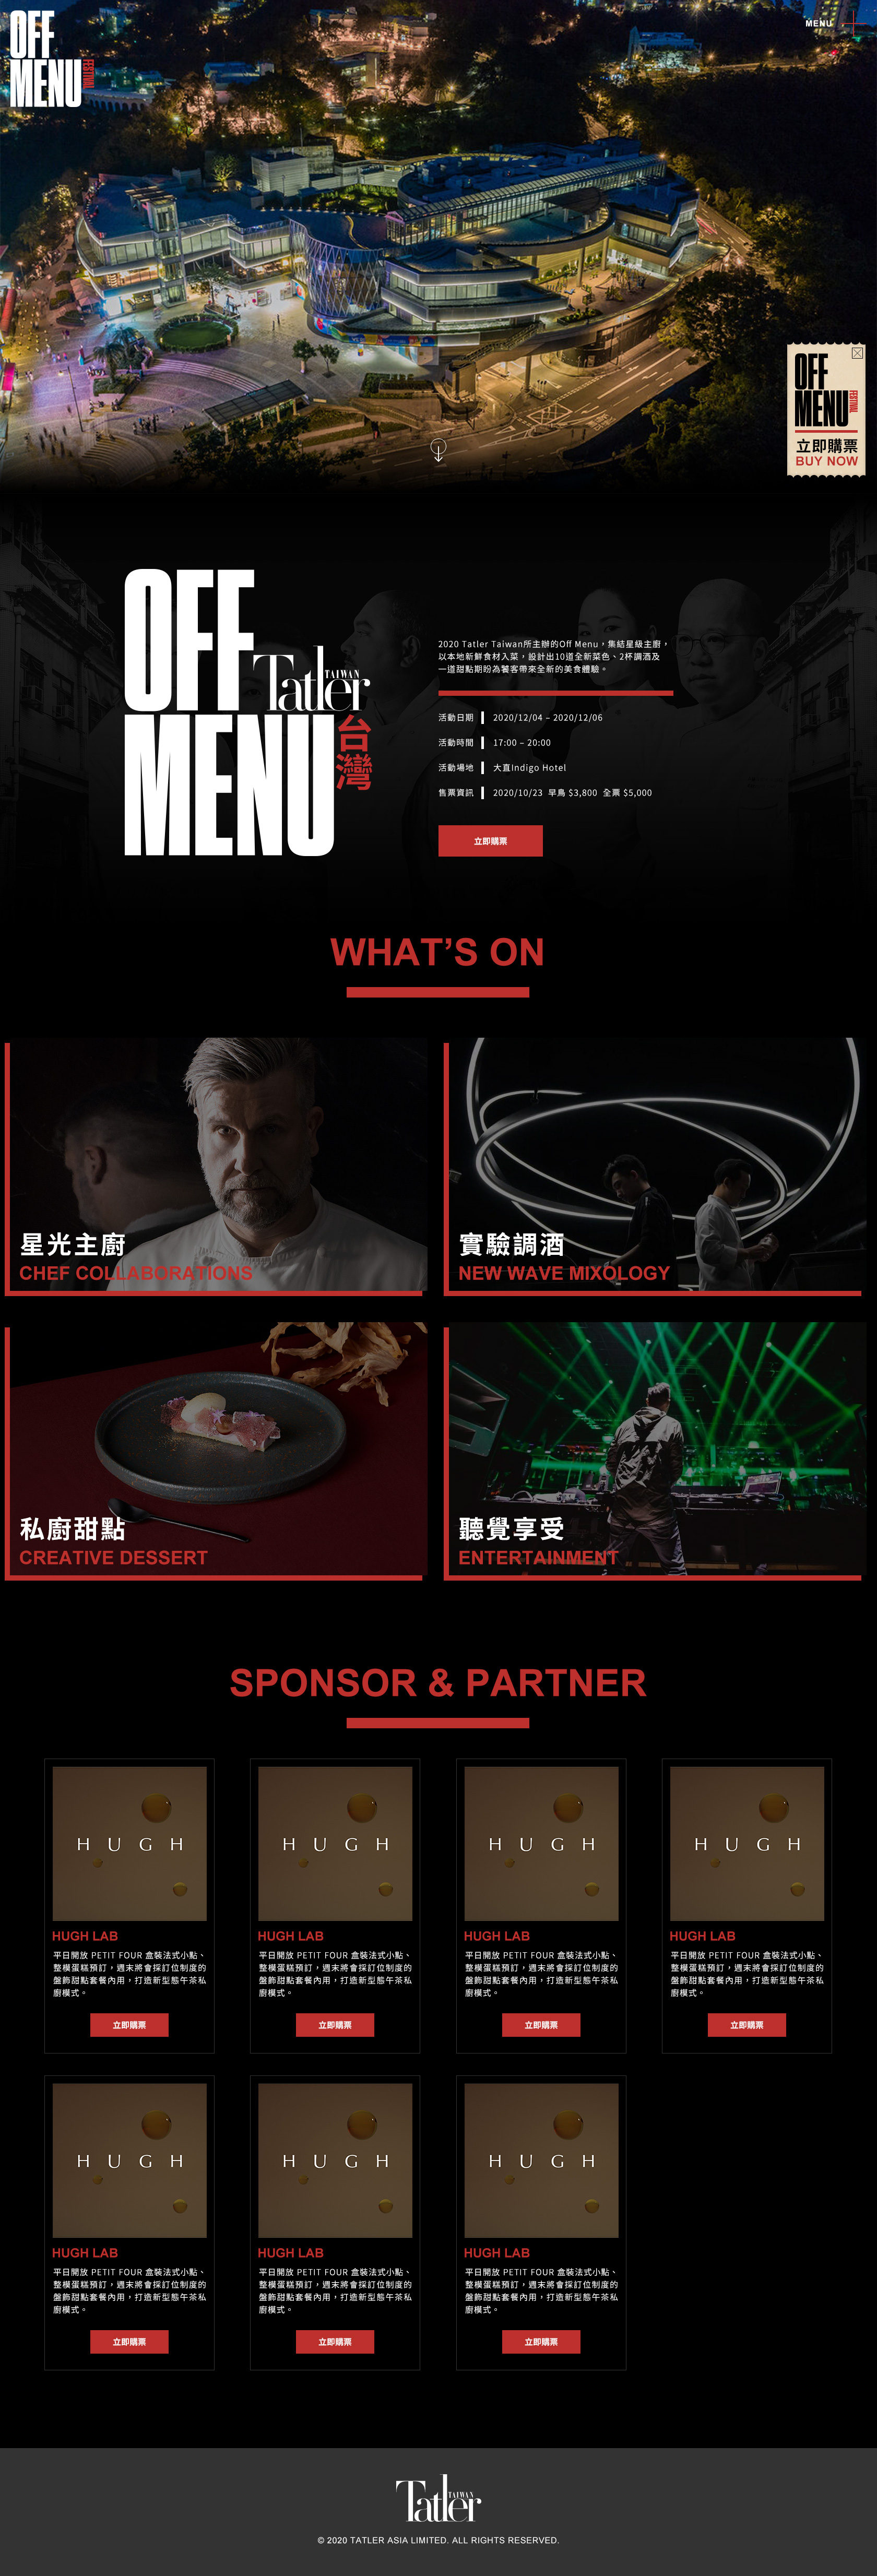 OFF
MENU
FESTIVAL
MENU
OFF
MENU
FESTIVAL
立即購票
BUY NOW
OFF
MENU
Tatler
TAIWAN
台灣
2020 Tatler Taiwan所主辦的Off Menu，集結星級主廚，
以本地新鮮食材入菜，設計出10道全新菜色、2杯調酒及
一道甜點期盼為饕客帶來全新的美食體驗。
活動日期 2020/12/04 – 2020/12/06
活動時間 17:00 – 20:00
活動場地 大直Indigo Hotel
售票資訊 2020/10/23 早鳥 $3,800 全票 $5,000
立即購票
WHAT’S ON
星光主廚
CHEF COLLABORATIONS
實驗調酒
NEW WAVE MIXOLOGY
私廚甜點
CREATIVE DESSERT
聽覺享受
ENTERTAINMENT
SPONSOR & PARTNER
HUGH
HUGH LAB
平日開放 PETIT FOUR 盒裝法式小點、
整模蛋糕預訂，週末將會採訂位制度的
盤飾甜點套餐內用，打造新型態午茶私
廚模式。
立即購票
HUGH
HUGH LAB
平日開放 PETIT FOUR 盒裝法式小點、
整模蛋糕預訂，週末將會採訂位制度的
盤飾甜點套餐內用，打造新型態午茶私
廚模式。
立即購票
HUGH
HUGH LAB
平日開放 PETIT FOUR 盒裝法式小點、
整模蛋糕預訂，週末將會採訂位制度的
盤飾甜點套餐內用，打造新型態午茶私
廚模式。
立即購票
HUGH
HUGH LAB
平日開放 PETIT FOUR 盒裝法式小點、
整模蛋糕預訂，週末將會採訂位制度的
盤飾甜點套餐內用，打造新型態午茶私
廚模式。
立即購票
HUGH
HUGH LAB
平日開放 PETIT FOUR 盒裝法式小點、
整模蛋糕預訂，週末將會採訂位制度的
盤飾甜點套餐內用，打造新型態午茶私
廚模式。
立即購票
HUGH
HUGH LAB
平日開放 PETIT FOUR 盒裝法式小點、
整模蛋糕預訂，週末將會採訂位制度的
盤飾甜點套餐內用，打造新型態午茶私
廚模式。
立即購票
HUGH
HUGH LAB
平日開放 PETIT FOUR 盒裝法式小點、
整模蛋糕預訂，週末將會採訂位制度的
盤飾甜點套餐內用，打造新型態午茶私
廚模式。
立即購票
Tatler
TAIWAN
© 2020 TATLER ASIA LIMITED. ALL RIGHTS RESERVED.